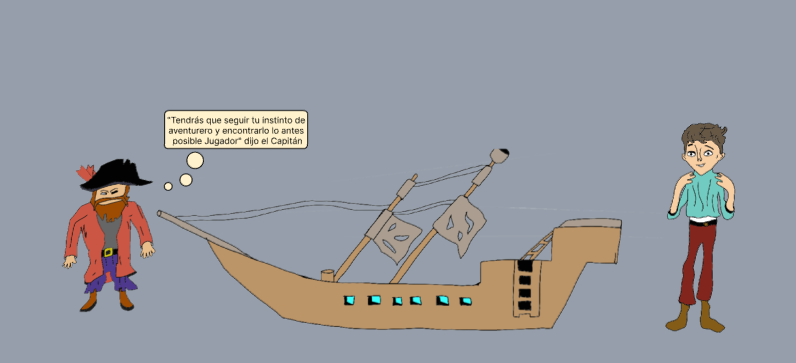 "Tendrás que seguir tu instinto de
aventurero y encontrarlo lo antes
posible Jugador" dijo el Capitán